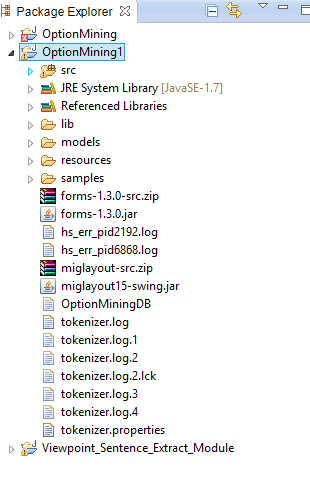 Package Explorer
OptionMining
OptionMining1
src
JRE System Library [JavaSE-1.7]
Referenced Libraries
lib
models
resources
samples
forms-1.3.0-src.zip
forms-1.3.0.jar
hs_err_pid2192.log
hs_err_pid6868.log
miglayout-src.zip
miglayout15-swing.jar
OptionMiningDB
tokenizer.log
tokenizer.log.1
tokenizer.log.2
tokenizer.log.2.lck
tokenizer.log.3
tokenizer.log.4
tokenizer.properties
Viewpoint_Sentence_Extract_Module